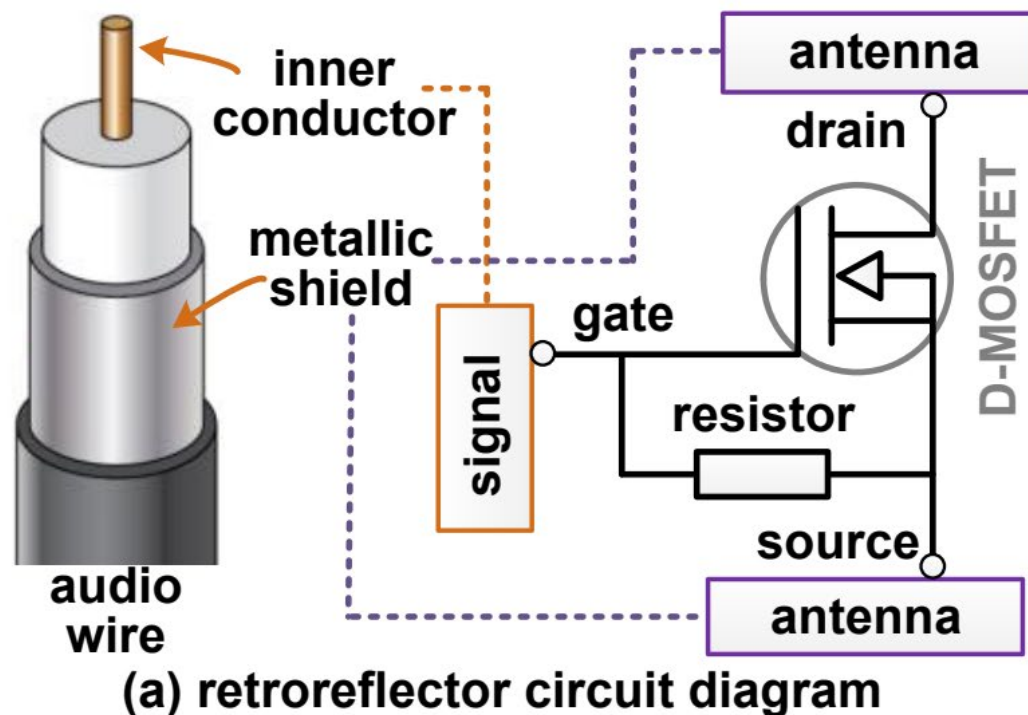 inner
conductor
metallic
shield
audio
wire
signal
gate
resistor
antenna
drain
D-MOSFET
source
antenna
(a) retroreflector circuit diagram